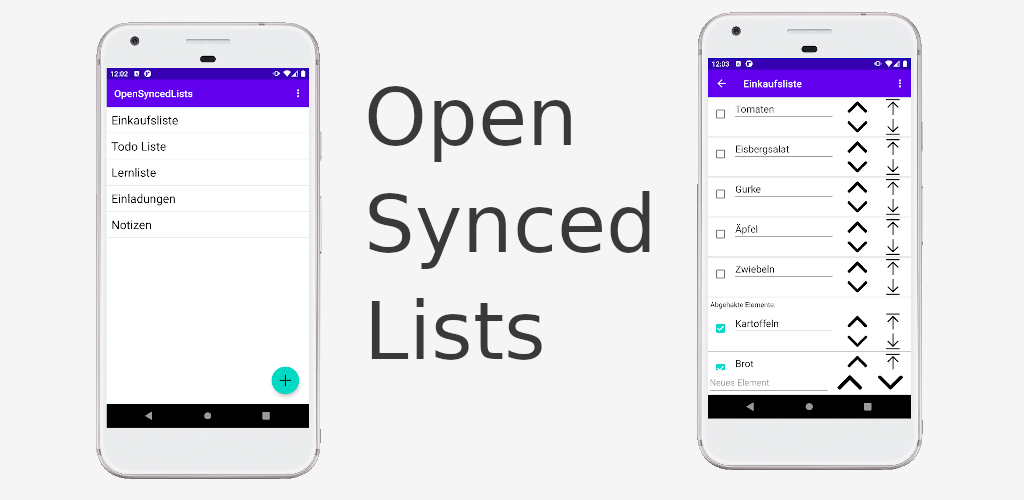 12:02
OpenSyncedLists
Einkaufsliste
Todo Liste
Lernliste
Einladungen
Notizen
Open
Synced
Lists
12:03
Einkaufsliste
Tomaten
Eisbergsalat
Gurke
Äpfel
Zwiebeln
Abgehakte Elemente:
Kartoffeln
Brot
Neues Element